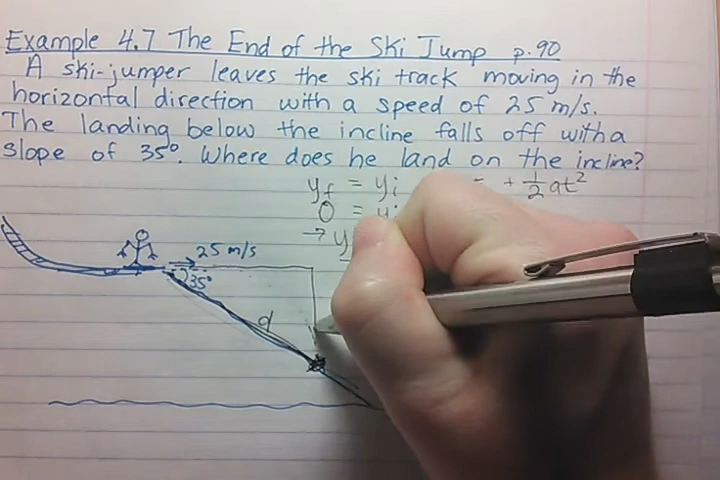 Example 4.7 The End of the Ski Jump p.90
A ski-jumper leaves the ski track moving in the
horizontal direction with a speed of 25 m/s.
The landing below the incline falls off with a
slope of 35°. Where does he land on the incline?
yf = yi + ½at²
0 = yi
→ y
25 m/s
35°
d